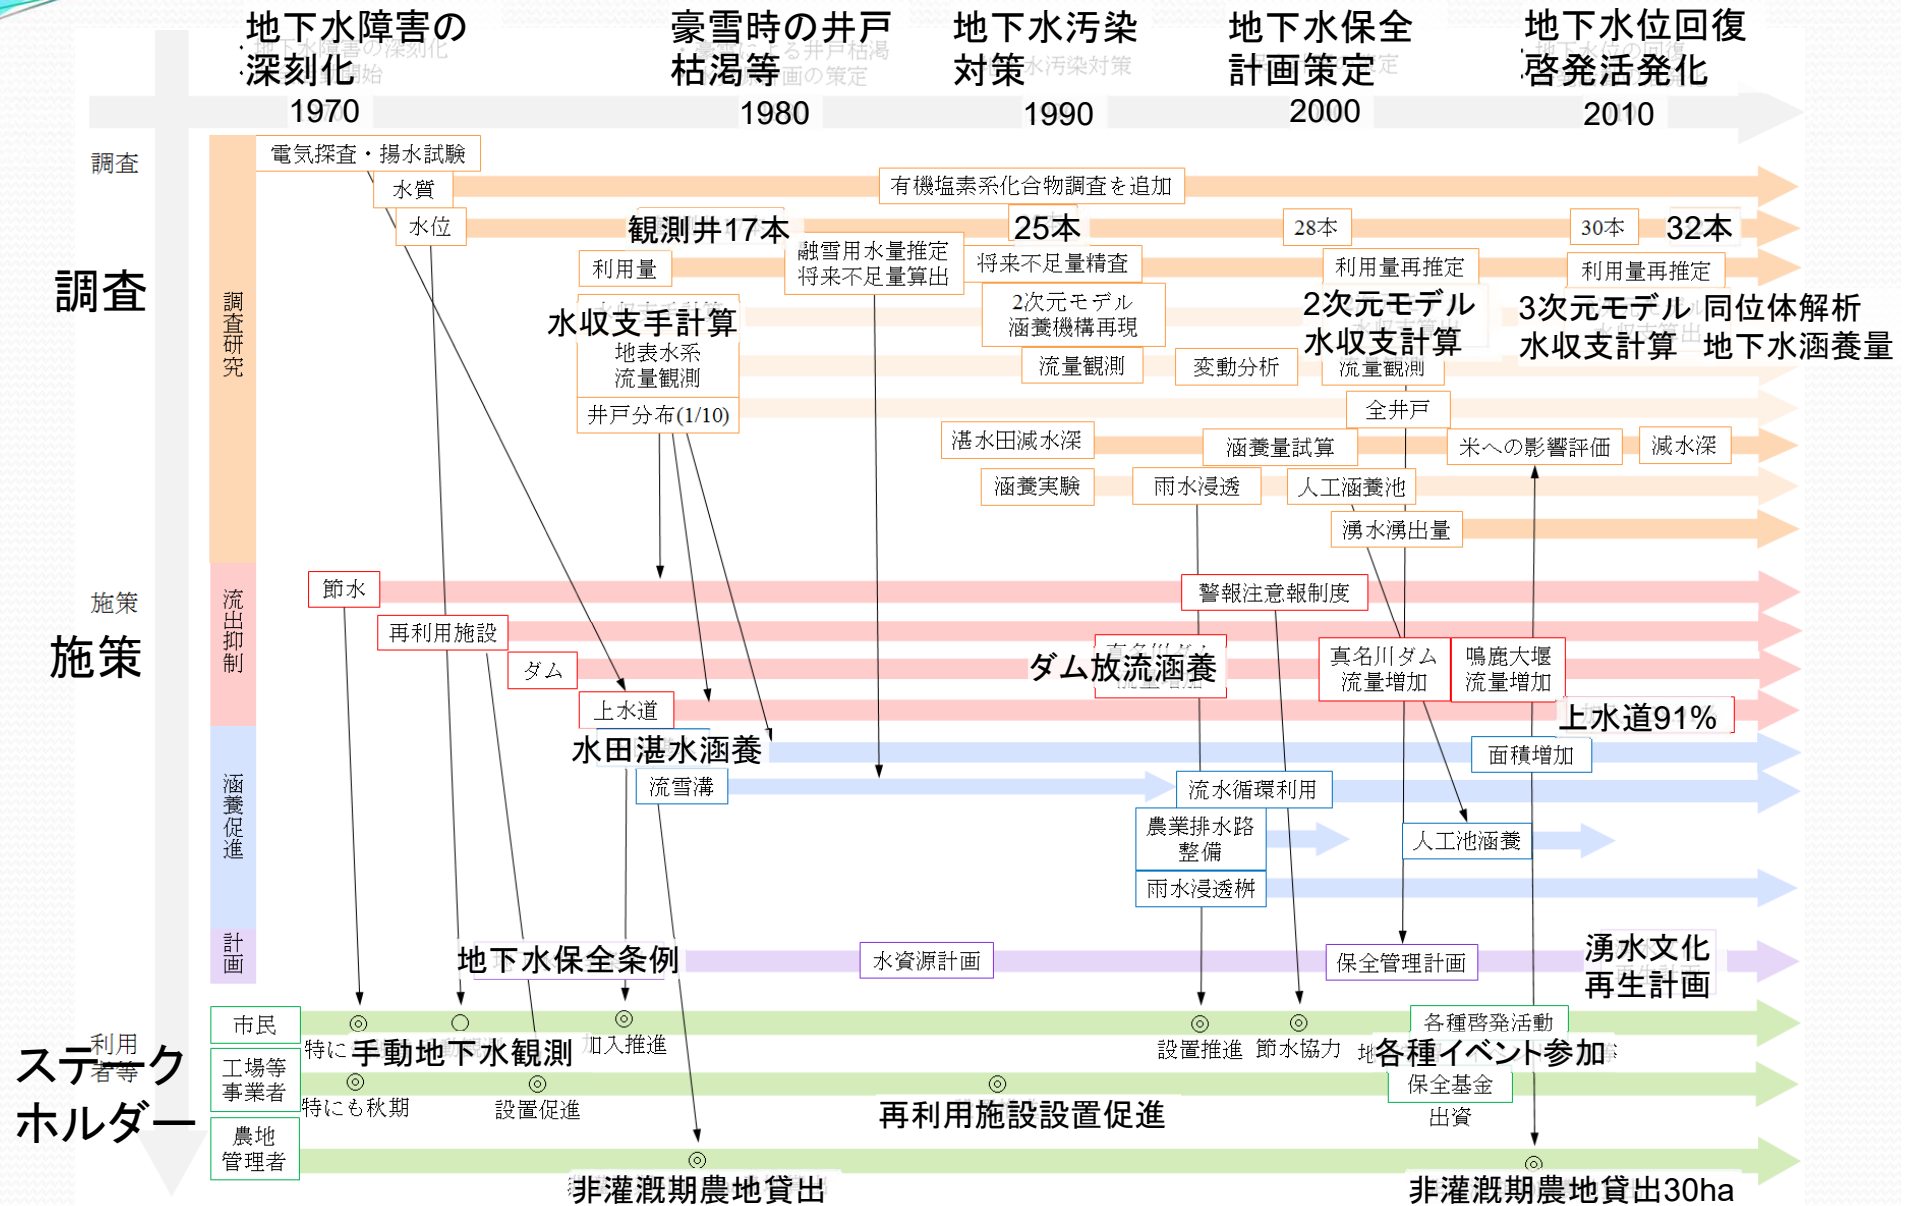 地下水障害の
深刻化
豪雪時の井戸
枯渇等
地下水汚染
対策
地下水保全
計画策定
地下水位回復
啓発活発化
1970
1980
1990
2000
2010
調査
調査
調査研究
電気探査・揚水試験
水質
有機塩素系化合物調査を追加
水位
観測井17本
25本
28本
30本
32本
利用量
融雪用水量推定
将来不足量算出
将来不足量精査
利用量再推定
利用量再推定
水収支手計算
2次元モデル
涵養機構再現
2次元モデル
水収支計算
3次元モデル
水収支計算
同位体解析
地下水涵養量
地表水系
流量観測
流量観測
変動分析
流量観測
井戸分布(1/10)
全井戸
湛水田減水深
涵養量試算
米への影響評価
減水深
涵養実験
雨水浸透
人工涵養池
湧水湧出量
施策
施策
流出抑制
節水
警報注意報制度
再利用施設
ダム
ダム放流涵養
真名川ダム
流量増加
鳴鹿大堰
流量増加
上水道
上水道91%
涵養促進
水田湛水涵養
面積増加
流雪溝
流水循環利用
農業排水路
整備
人工池涵養
雨水浸透桝
計画
地下水保全条例
水資源計画
保全管理計画
湧水文化
再生計画
利用
者等
ステーク
ホルダー
市民
各種啓発活動
特に
手動地下水観測
加入推進
設置推進
節水協力
各種イベント参加
工場等
事業者
特にも秋期
設置促進
再利用施設設置促進
保全基金
出資
農地
管理者
非灌漑期農地貸出
非灌漑期農地貸出30ha